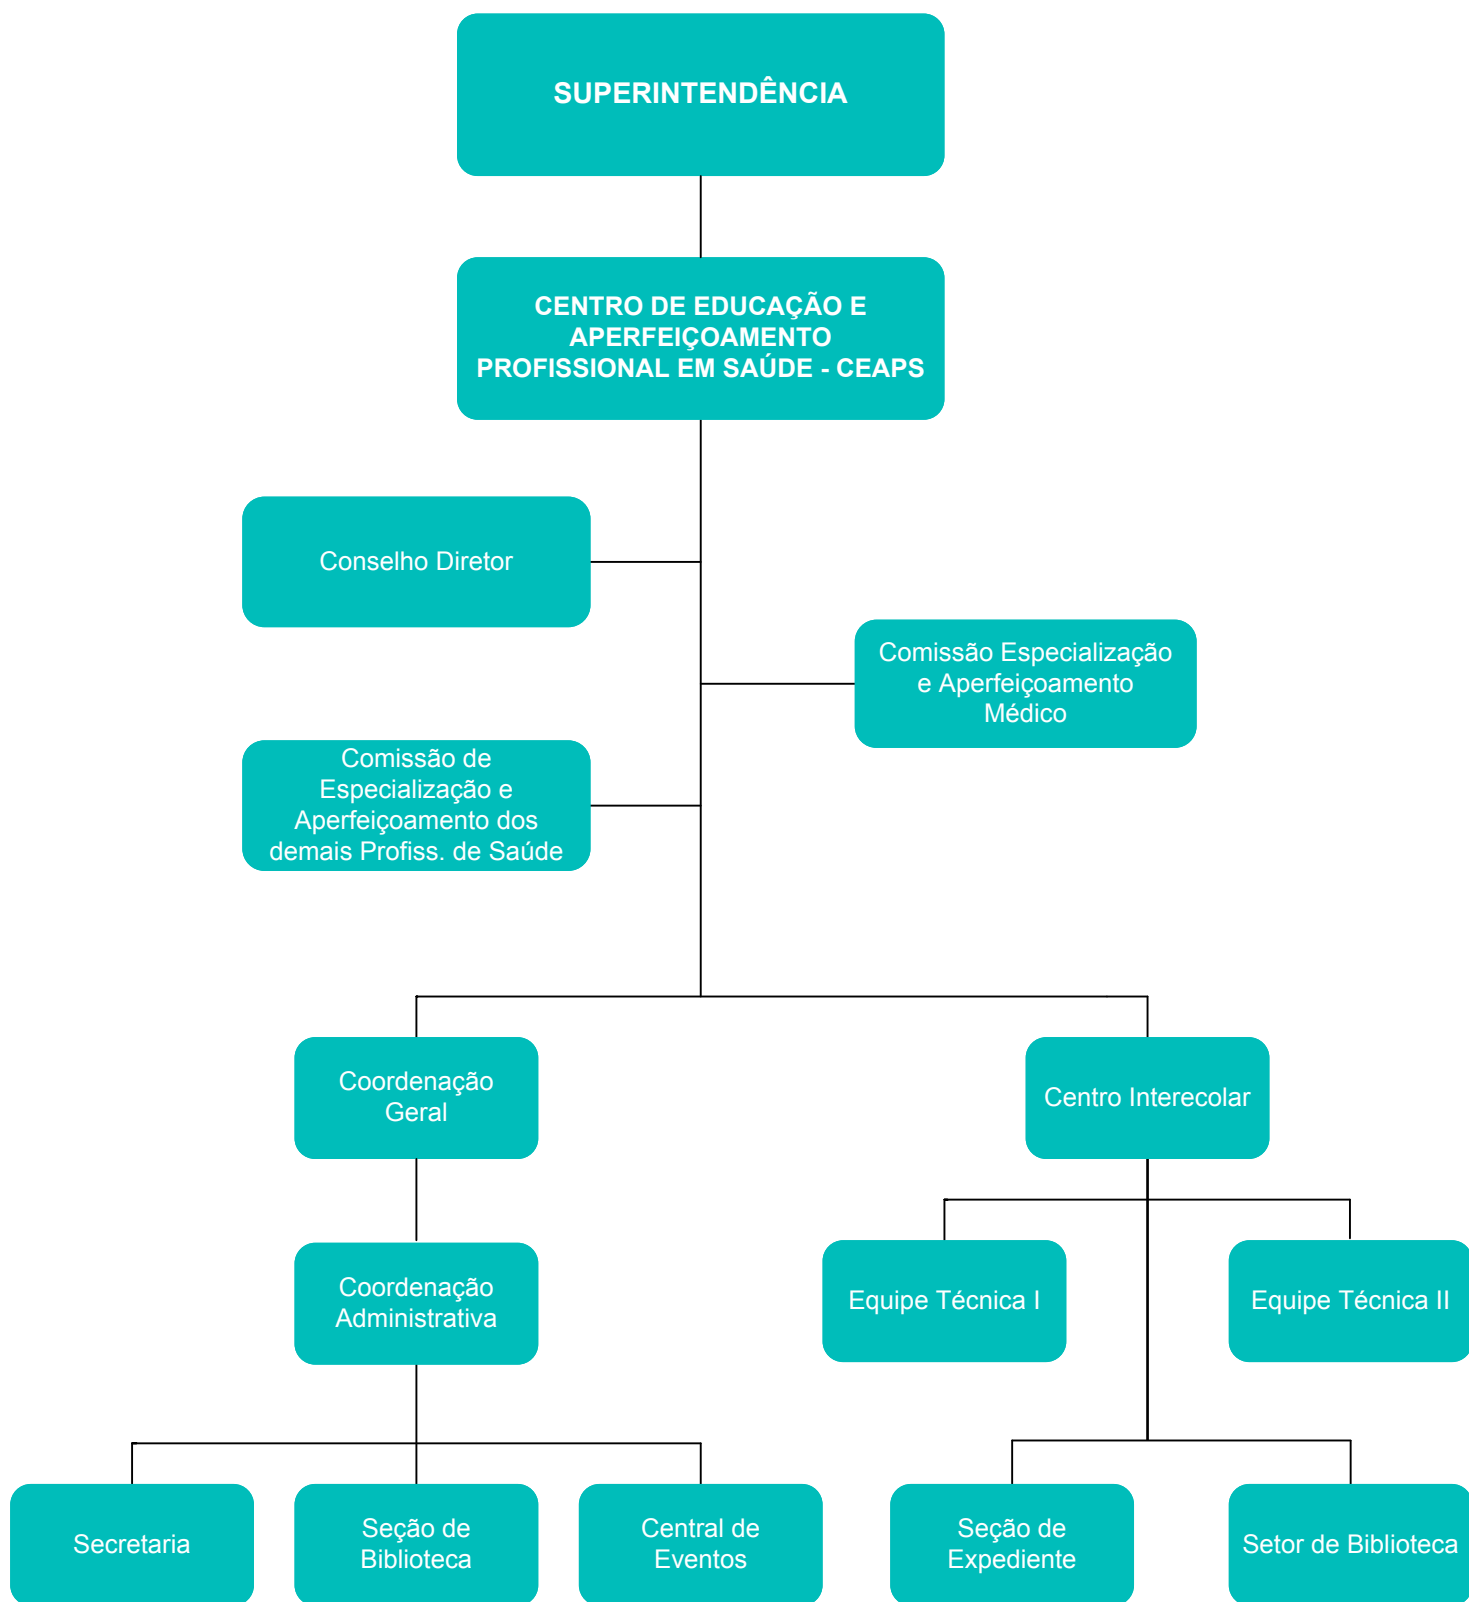 SUPERINTENDÊNCIA
CENTRO DE EDUCAÇÃO E
APERFEIÇOAMENTO
PROFISSIONAL EM SAÚDE - CEAPS
Conselho Diretor
Comissão Especialização
e Aperfeiçoamento
Médico
Comissão de
Especialização e
Aperfeiçoamento dos
demais Profiss. de Saúde
Coordenação
Geral
Centro Interecolar
Coordenação
Administrativa
Equipe Técnica I
Equipe Técnica II
Secretaria
Seção de
Biblioteca
Central de
Eventos
Seção de
Expediente
Setor de Biblioteca